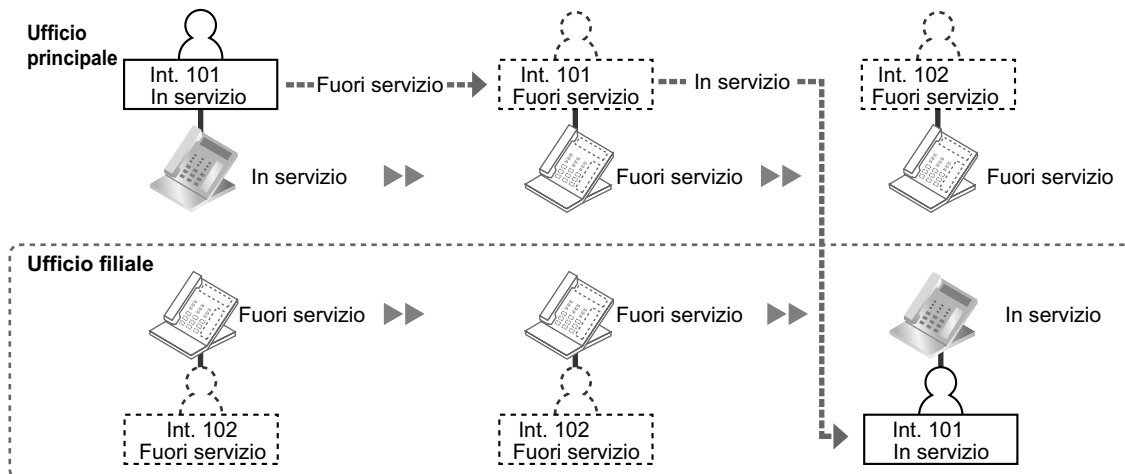 Ufficio
principale
Int. 101
In servizio
Fuori servizio
Int. 101
Fuori servizio
In servizio
Int. 102
Fuori servizio
In servizio
Fuori servizio
Fuori servizio
Ufficio filiale
Fuori servizio
Fuori servizio
In servizio
Int. 102
Fuori servizio
Int. 102
Fuori servizio
Int. 101
In servizio